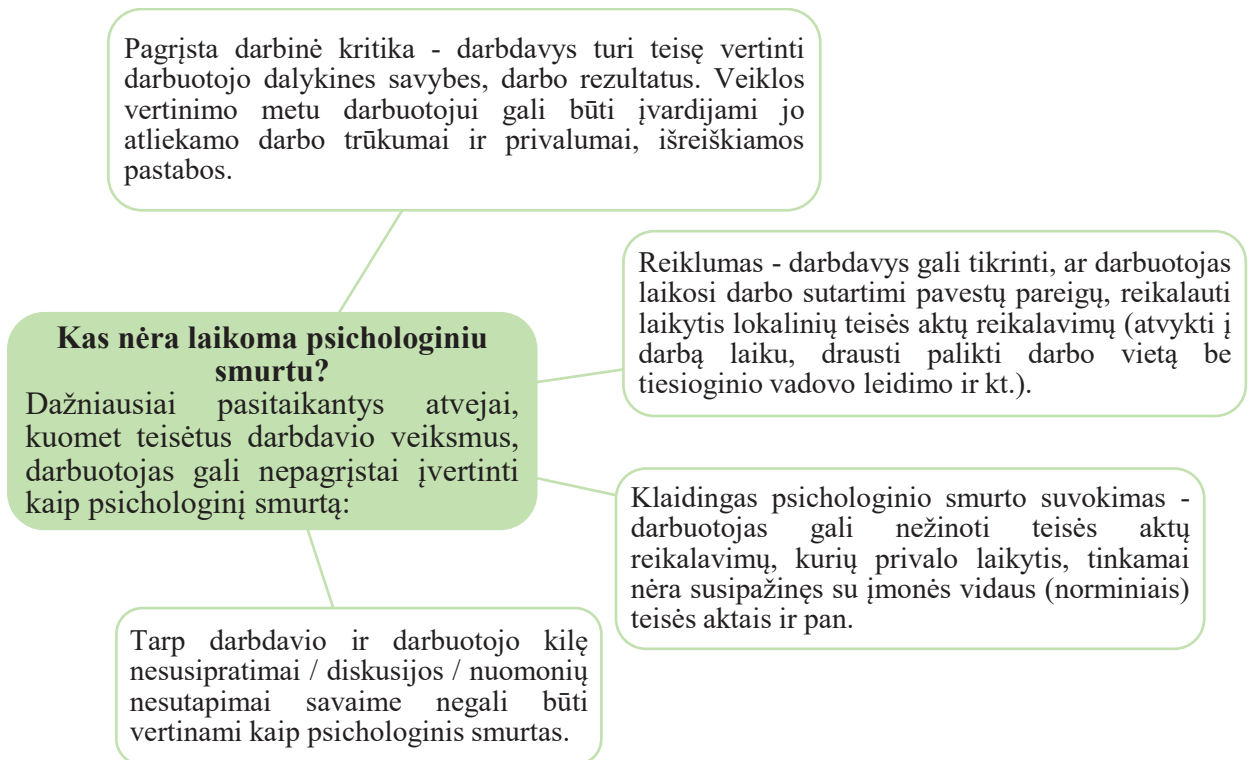 Pagrįsta darbinė kritika - darbdavys turi teisę vertinti
darbuotojo dalykines savybes, darbo rezultatus. Veiklos
vertinimo metu darbuotojui gali būti įvardijami jo
atliekamo darbo trūkumai ir privalumai, išreiškiamos
pastabos.
Reiklumas - darbdavys gali tikrinti, ar darbuotojas
laikosi darbo sutartimi pavestų pareigų, reikalauti
laikytis lokalinių teisės aktų reikalavimų (atvykti į
darbą laiku, drausti palikti darbo vietą be
tiesioginio vadovo leidimo ir kt.).
Kas nėra laikoma psichologiniu
smurtu?
Dažniausiai pasitaikantys atvejai,
kuomet teisėtus darbdavio veiksmus,
darbuotojas gali nepagrįstai įvertinti
kaip psichologinį smurtą:
Klaidingas psichologinio smurto suvokimas -
darbuotojas gali nežinoti teisės aktų
reikalavimų, kurių privalo laikytis, tinkamai
nėra susipažinęs su įmonės vidaus (norminiais)
teisės aktais ir pan.
Tarp darbdavio ir darbuotojo kilę
nesusipratimai / diskusijos / nuomonių
nesutapimai savaime negali būti
vertinami kaip psichologinis smurtas.